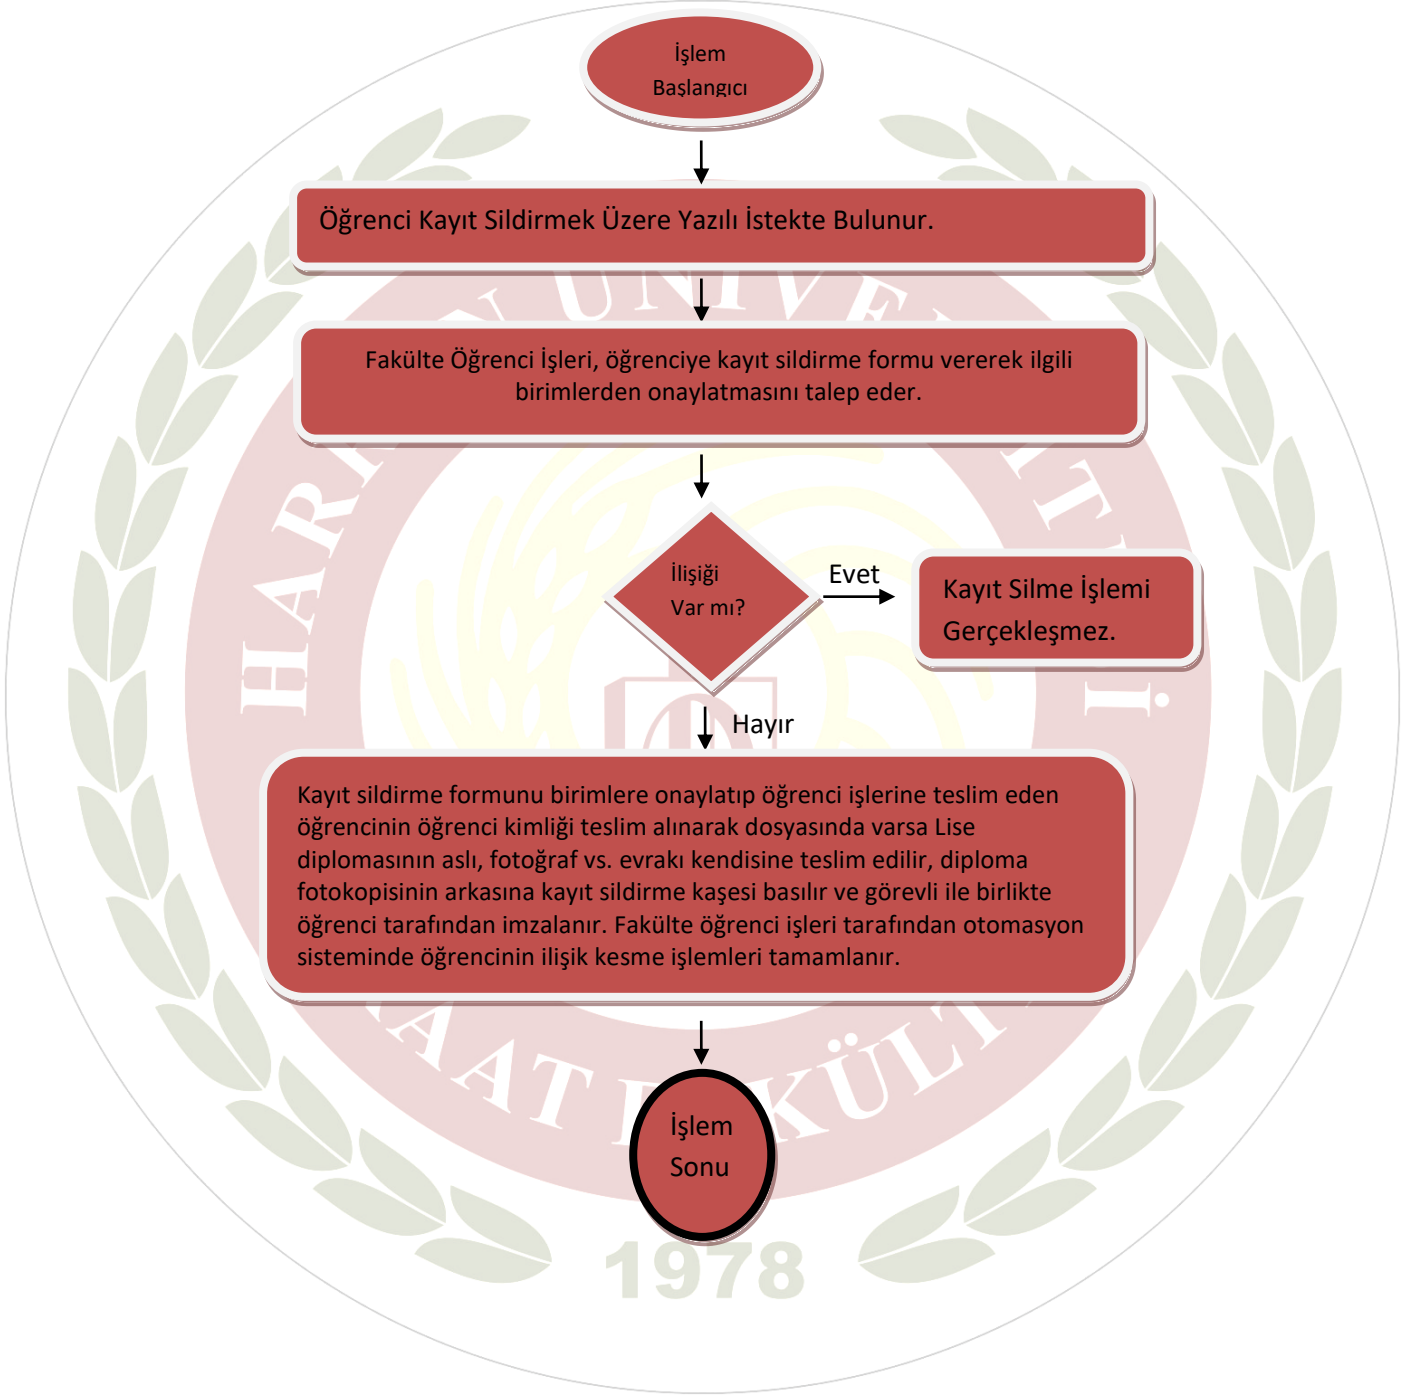 İşlem
Başlangıcı
Öğrenci Kayıt Sildirmek Üzere Yazılı İstekte Bulunur.
Fakülte Öğrenci İşleri, öğrenciye kayıt sildirme formu vererek ilgili
birimlerden onaylatmasını talep eder.
İlişiği
Var mı?
Evet
Kayıt Silme İşlemi
Gerçekleşmez.
Hayır
Kayıt sildirme formunu birimlere onaylatıp öğrenci işlerine teslim eden
öğrencinin öğrenci kimliği teslim alınarak dosyasında varsa Lise
diplomasının aslı, fotoğraf vs. evrakı kendisine teslim edilir, diploma
fotokopisinin arkasına kayıt sildirme kaşesi basılır ve görevli ile birlikte
öğrenci tarafından imzalanır. Fakülte öğrenci işleri tarafından otomasyon
sisteminde öğrencinin ilişik kesme işlemleri tamamlanır.
İşlem
Sonu
1978